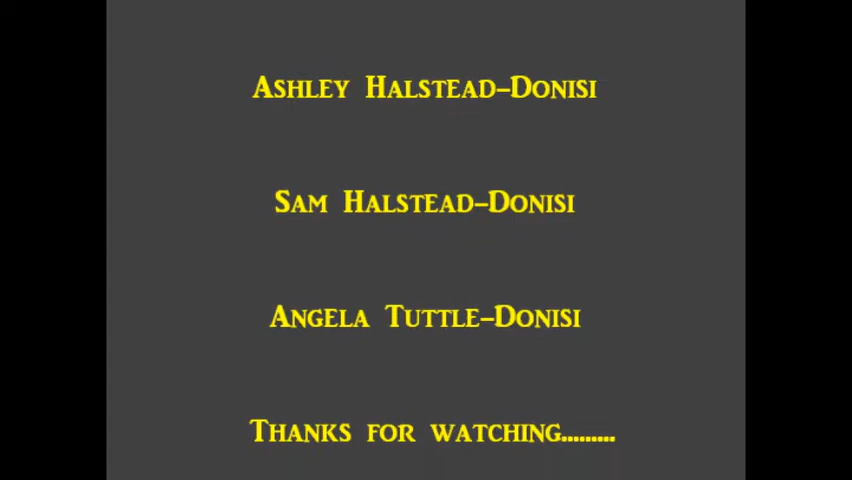 Ashley Halstead-Donisi
Sam Halstead-Donisi
Angela Tuttle-Donisi
Thanks for watching.........